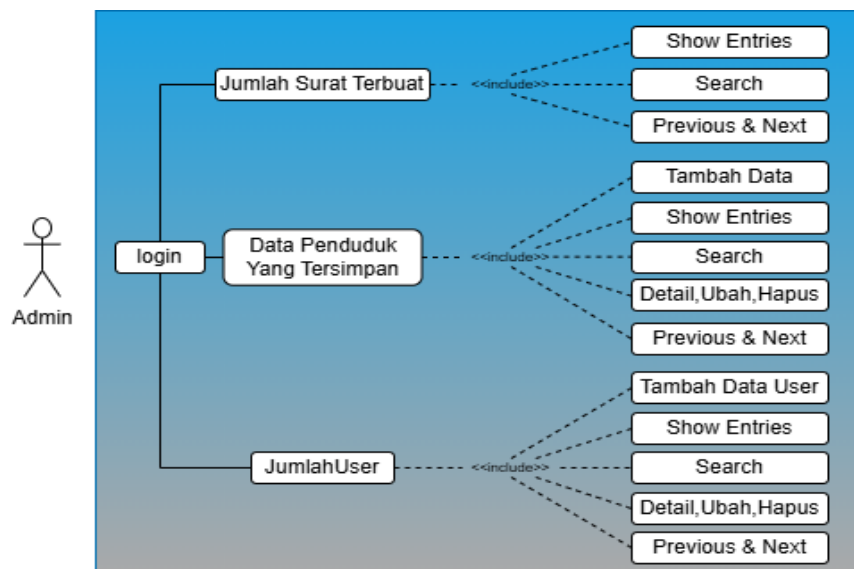 Admin
login
Jumlah Surat Terbuat
<<include>>
Show Entries
Search
Previous & Next
Data Penduduk
Yang Tersimpan
<<include>>
Tambah Data
Show Entries
Search
Detail,Ubah,Hapus
Previous & Next
JumlahUser
<<include>>
Tambah Data User
Show Entries
Search
Detail,Ubah,Hapus
Previous & Next